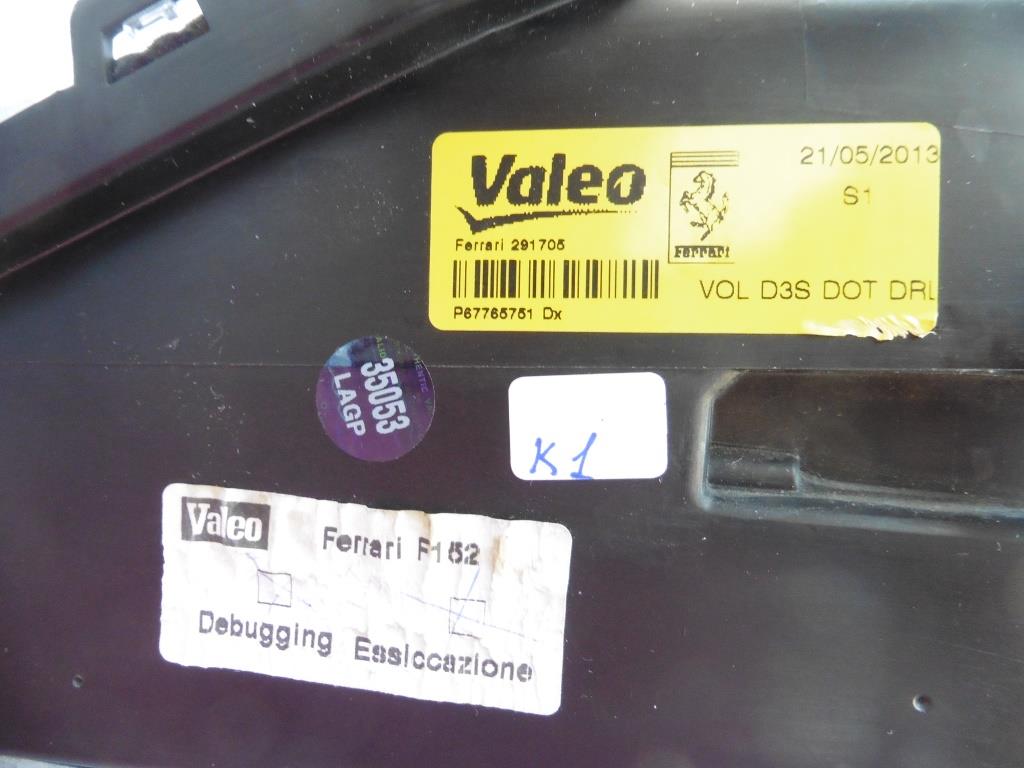 Valeo
21/05/2013
S1
Ferrari 291705
Ferrari
VOL D3S DOT DRL
P67765751 Dx
35053
LAGP
K1
Valeo
Ferrari F152
Debugging Essiccazione